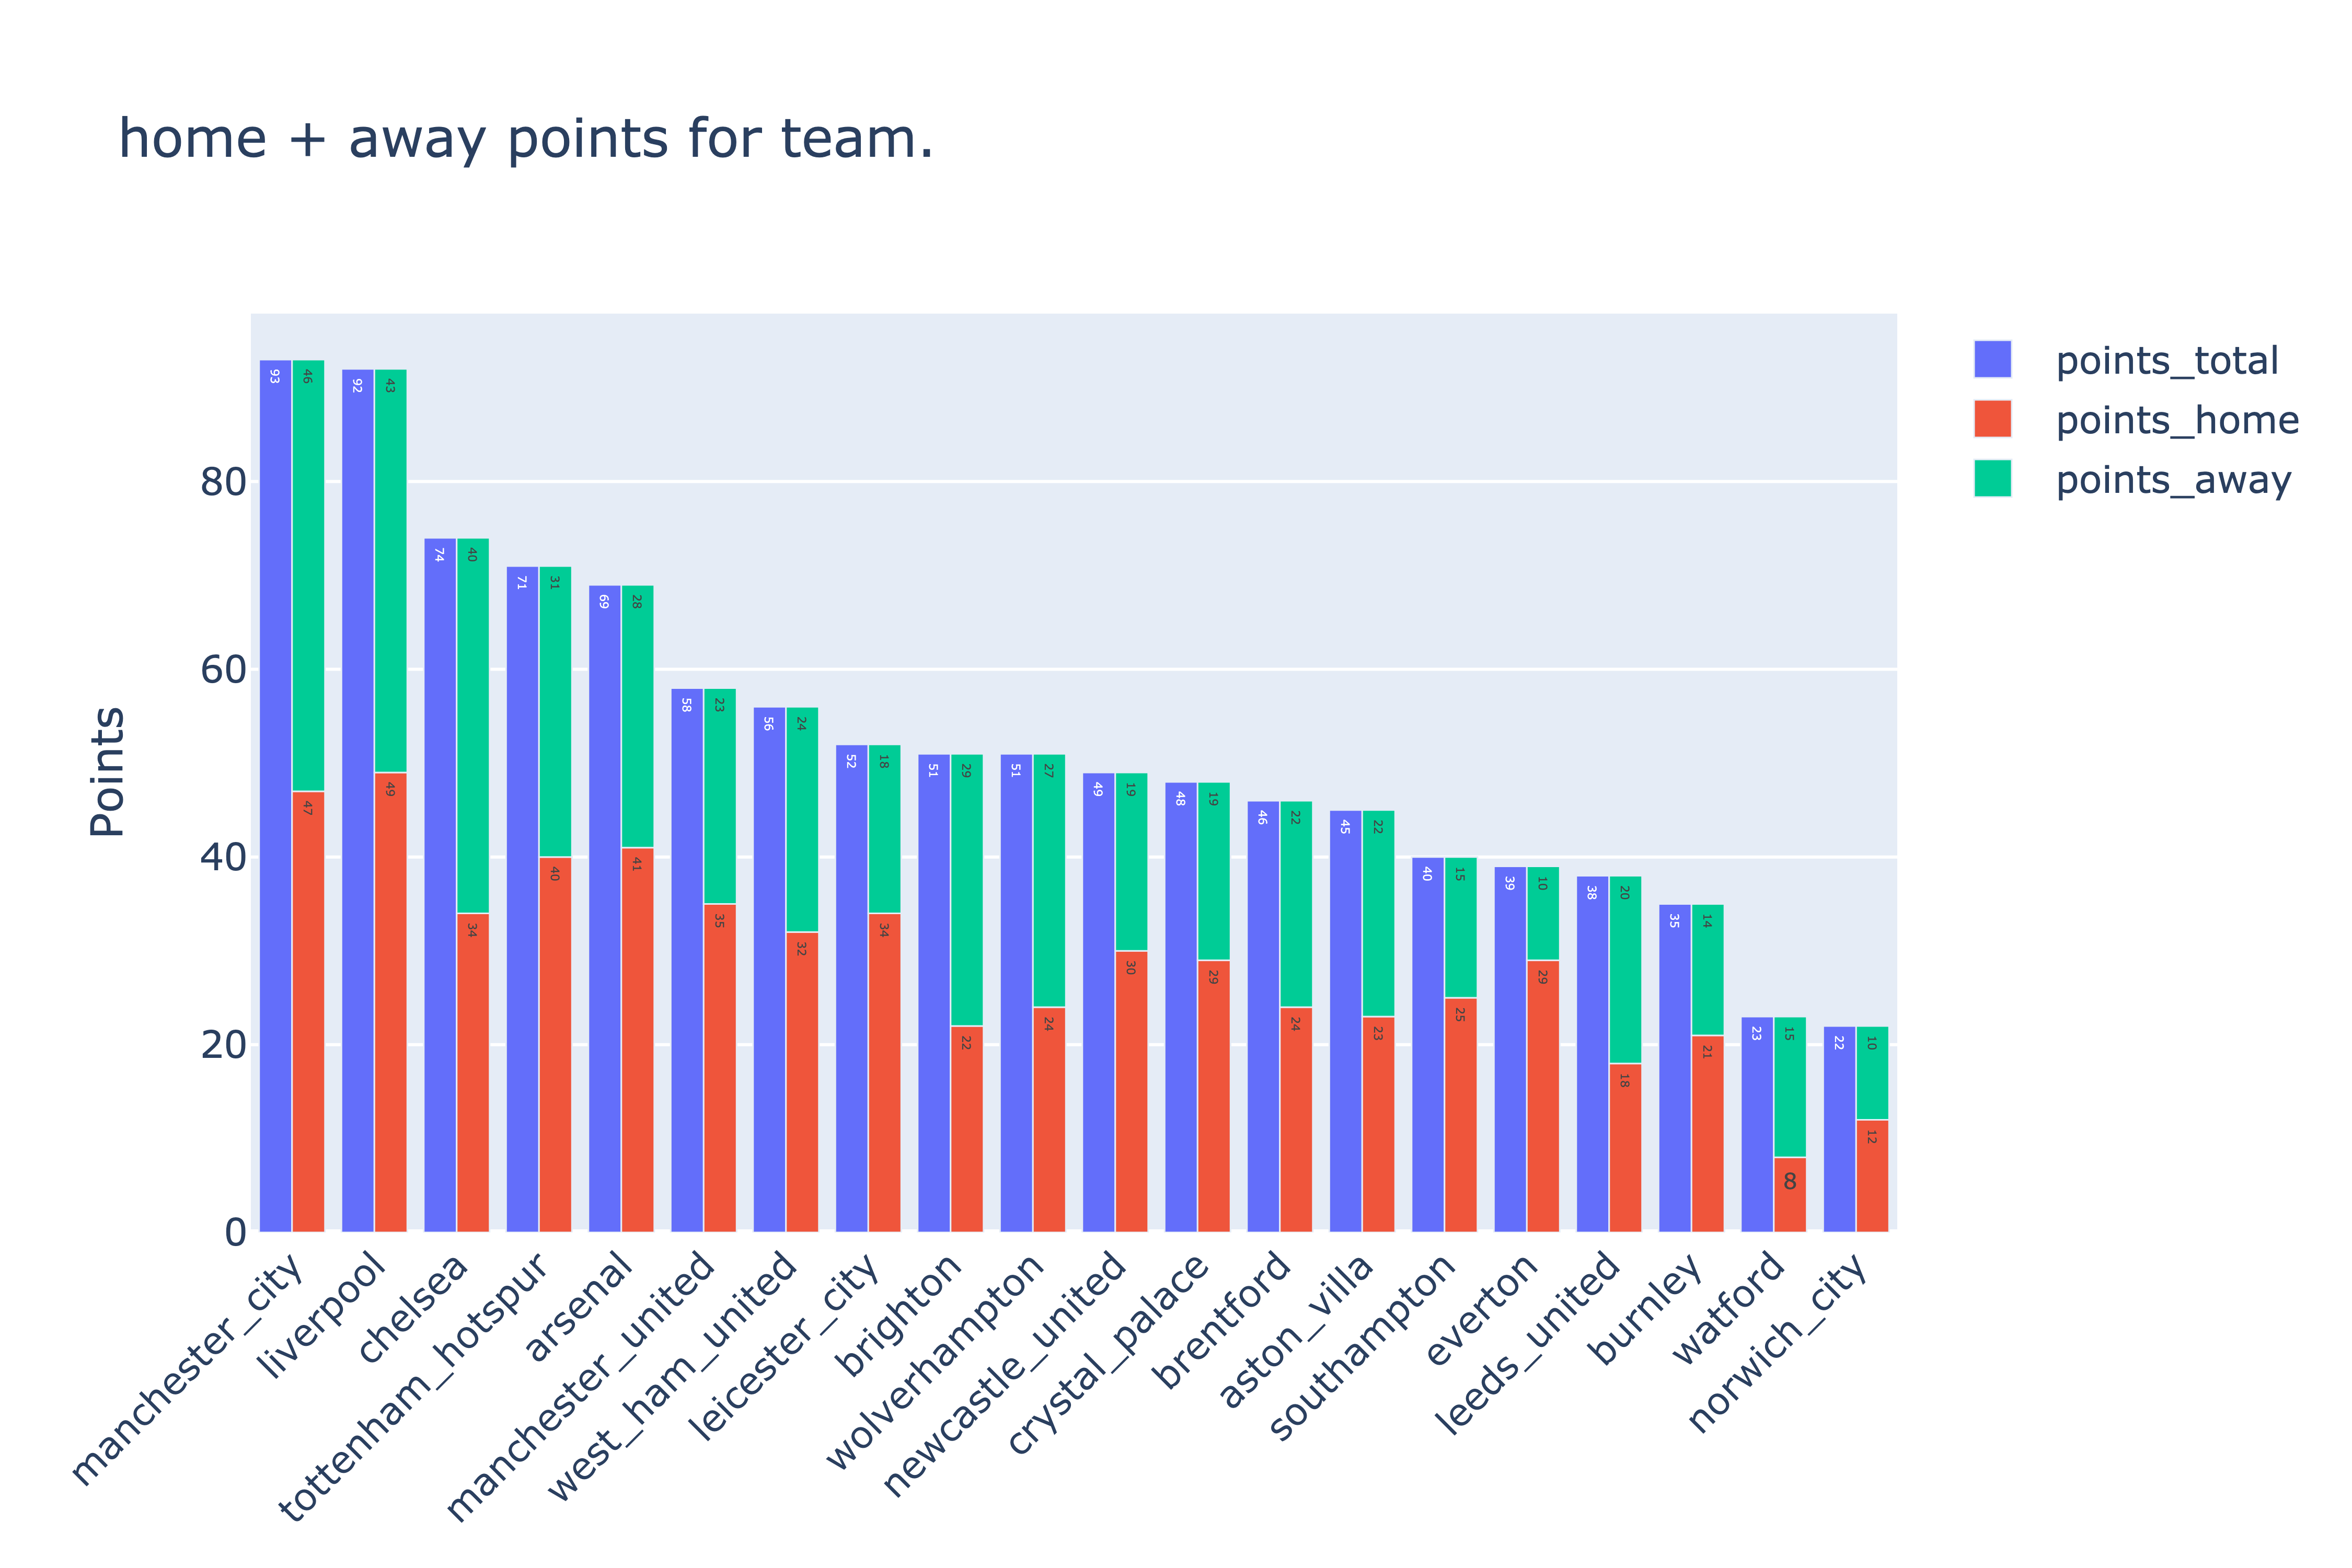 home + away points for team.
points_total
points_home
points_away
Points
80
60
40
20
0
93 46 47
92 43 49
74 40 34
71 31 40
69 28 41
58 23 35
56 24 32
52 18 34
51 29 22
51 27 24
49 19 30
48 19 29
46 22 24
45 22 23
40 15 25
39 10 29
38 20 18
35 14 21
23 15 8
22 10 12
manchester_city
liverpool
chelsea
tottenham_hotspur
arsenal
manchester_united
west_ham_united
leicester_city
brighton
wolverhampton
newcastle_united
crystal_palace
brentford
aston_villa
southampton
everton
leeds_united
burnley
watford
norwich_city